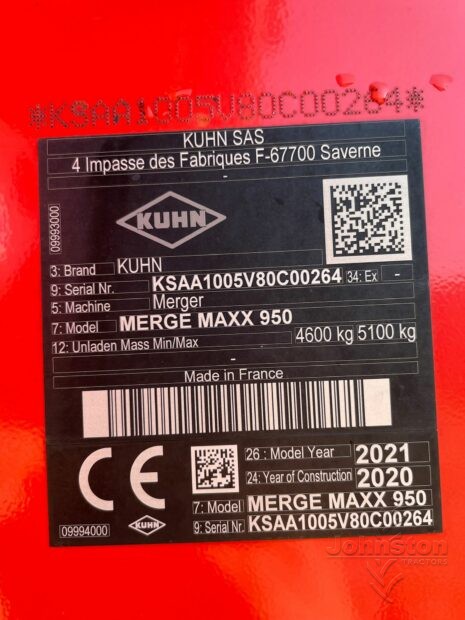 *KSAA1G05V80C00264*
KUHN SAS
4 Impasse des Fabriques F-67700 Saverne
-
09993000
KUHN
3: Brand KUHN
9: Serial Nr. KSAA1005V80C00264 34: Ex -
5: Machine Merger
7: Model MERGE MAXX 950
12: Unladen Mass Min/Max 4600 kg 5100 kg
-
Made in France
CE
26 : Model Year 2021
24: Year of Construction 2020
7: Model MERGE MAXX 950
09994000 KUHN 9: Serial Nr. KSAA1005V80C00264
JohnSton
TRACTORS